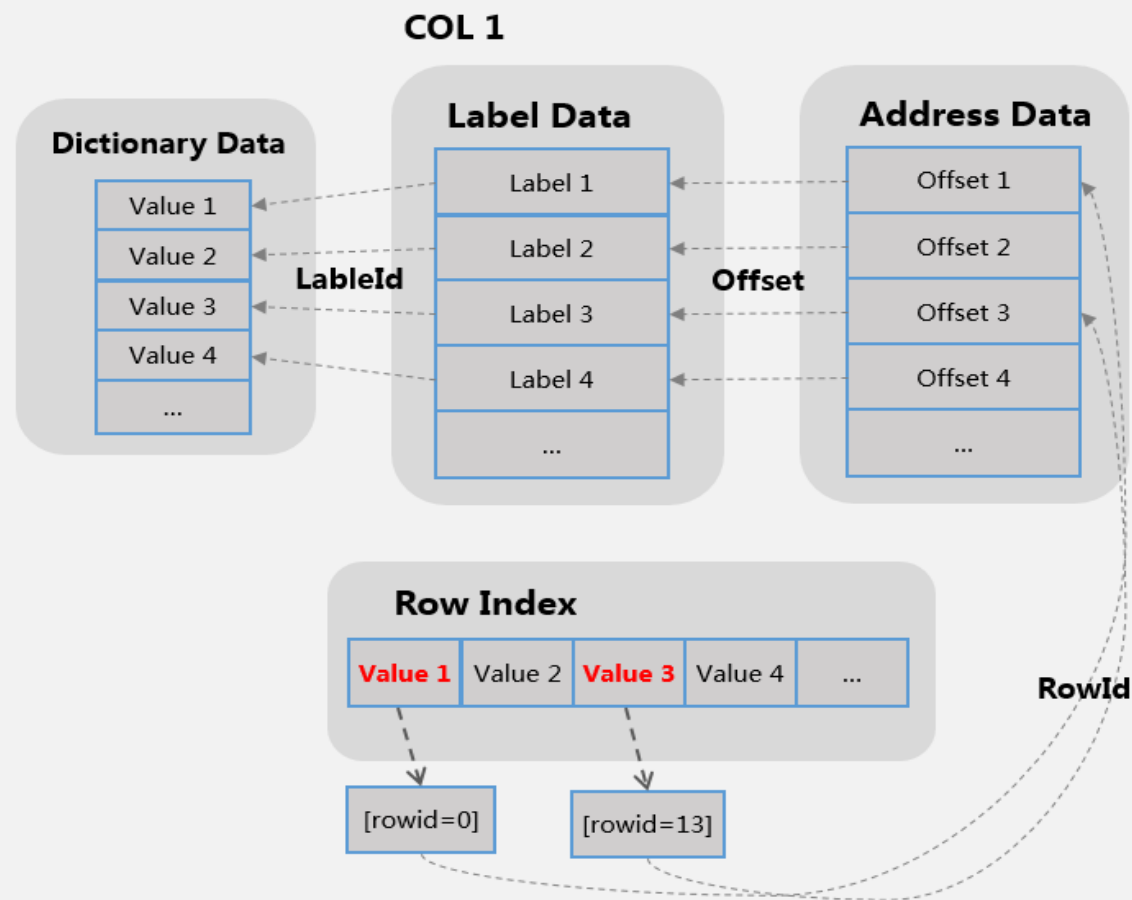 COL 1
Dictionary Data
Value 1
Value 2
Value 3
Value 4
...
LableId
Label Data
Label 1
Label 2
Label 3
Label 4
...
Offset
Address Data
Offset 1
Offset 2
Offset 3
Offset 4
...
Row Index
Value 1
Value 2
Value 3
Value 4
...
RowId
[rowid=0]
[rowid=13]